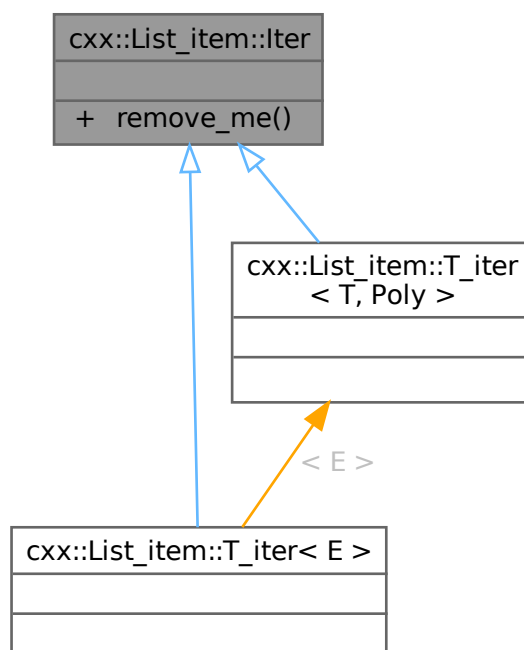 cxx::List_item::Iter
+ remove_me()
cxx::List_item::T_iter
< T, Poly >
< E >
cxx::List_item::T_iter< E >